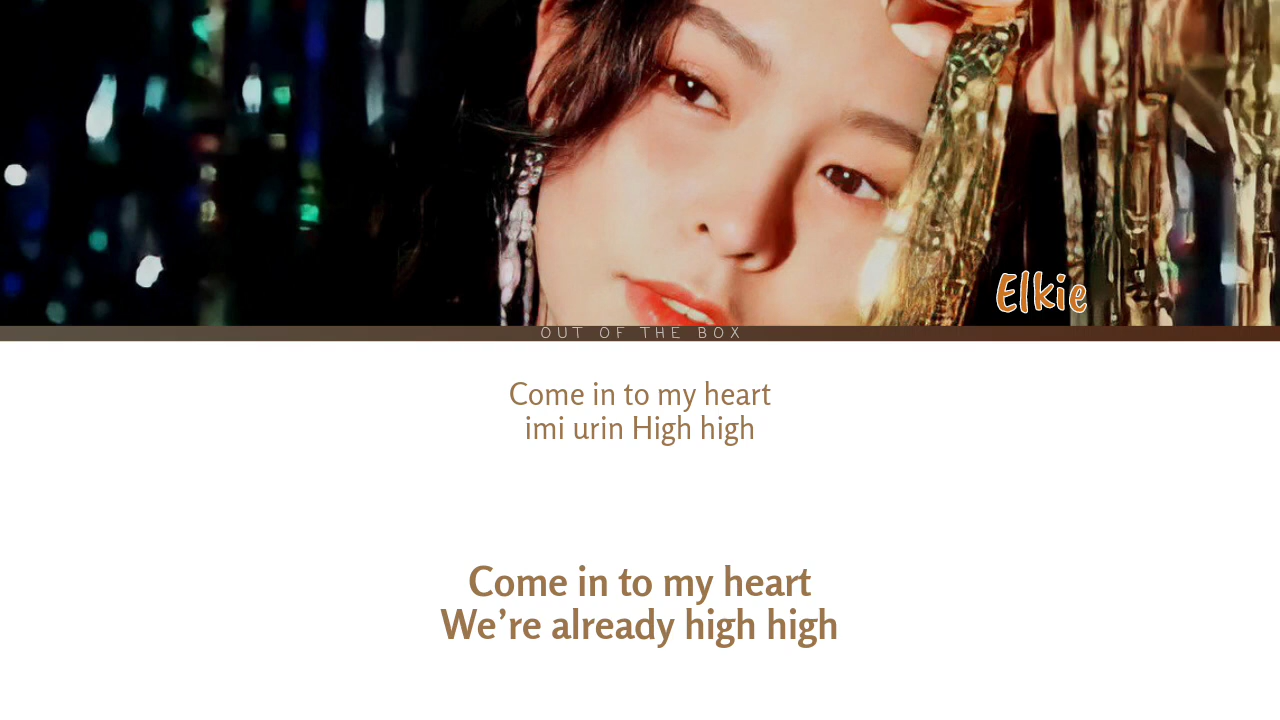 Elkie
OUT OF THE BOX
Come in to my heart
imi urin High high
Come in to my heart
We’re already high high